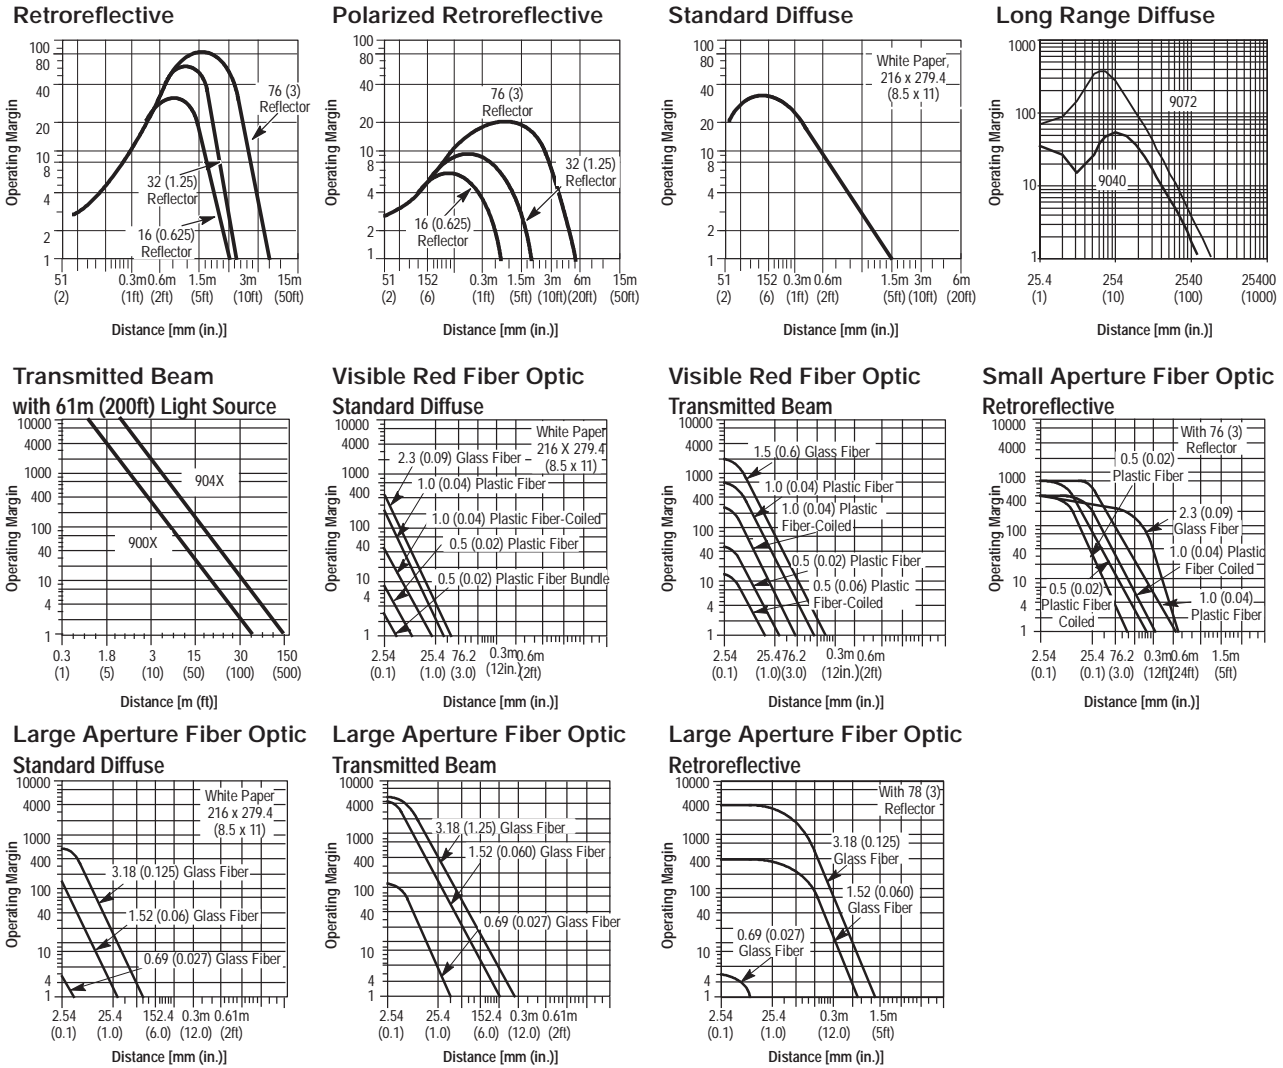 Retroreflective
Operating Margin
100
80
40
20
10
8
4
2
1
76 (3)
Reflector
32 (1.25)
Reflector
16 (0.625)
Reflector
51 0.3m 0.6m 1.5m 3m 15m
(2) (1ft) (2ft) (5ft) (10ft) (50ft)
Distance [mm (in.)]
Polarized Retroreflective
Operating Margin
100
80
40
20
10
8
4
2
1
76 (3)
Reflector
32 (1.25)
Reflector
16 (0.625)
Reflector
51 152 0.3m 1.5m 3m 6m 15m
(2) (6) (1ft) (5ft) (10ft) (20ft) (50ft)
Distance [mm (in.)]
Standard Diffuse
Operating Margin
100
80
40
20
10
8
4
2
1
White Paper,
216 x 279.4
(8.5 x 11)
51 152 0.3m 0.6m 1.5m 3m 6m
(2) (6) (1ft) (2ft) (5ft) (10ft) (20ft)
Distance [mm (in.)]
Long Range Diffuse
Operating Margin
1000
100
10
1
9072
9040
25.4 254 2540 25400
(1) (10) (100) (1000)
Distance [mm (in.)]
Transmitted Beam
with 61m (200ft) Light Source
Operating Margin
10000
4000
1000
400
100
40
10
4
1
904X
900X
0.3 1.8 3 15 30 150
(1) (5) (10) (50) (100) (500)
Distance [m (ft)]
Visible Red Fiber Optic
Standard Diffuse
Operating Margin
10000
4000
1000
400
100
40
10
4
1
White Paper
216 X 279.4
(8.5 x 11)
2.3 (0.09) Glass Fiber
1.0 (0.04) Plastic Fiber
1.0 (0.04) Plastic Fiber-Coiled
0.5 (0.02) Plastic Fiber
0.5 (0.02) Plastic Fiber Bundle
2.54 25.4 76.2 0.3m 0.6m
(0.1) (1.0) (3.0) (12in.) (2ft)
Distance [mm (in.)]
Visible Red Fiber Optic
Transmitted Beam
Operating Margin
10000
4000
1000
400
100
40
10
4
1
1.5 (0.6) Glass Fiber
1.0 (0.04) Plastic Fiber
1.0 (0.04) Plastic
Fiber-Coiled
0.5 (0.02) Plastic Fiber
0.5 (0.06) Plastic
Fiber-Coiled
2.54 25.4 76.2 0.3m 0.6m
(0.1) (1.0) (3.0) (12in.) (2ft)
Distance [mm (in.)]
Small Aperture Fiber Optic
Retroreflective
Operating Margin
10000
4000
1000
400
100
40
10
4
1
With 76 (3)
Reflector
0.5 (0.02)
Plastic Fiber
2.3 (0.09)
Glass Fiber
1.0 (0.04) Plastic
Fiber Coiled
0.5 (0.02)
Plastic Fiber
Coiled
1.0 (0.04)
Plastic Fiber
2.54 25.4 76.2 0.3m 0.6m 1.5m
(0.1) (0.1) (3.0) (12ft) (24ft) (5ft)
Distance [mm (in.)]
Large Aperture Fiber Optic
Standard Diffuse
Operating Margin
10000
4000
1000
400
100
40
10
4
1
White Paper
216 x 279.4
(8.5 x 11)
3.18 (0.125) Glass Fiber
1.52 (0.06) Glass Fiber
0.69 (0.027) Glass Fiber
2.54 25.4 152.4 0.3m 0.61m
(0.1) (1.0) (6.0) (12.0) (2ft)
Distance [mm (in.)]
Large Aperture Fiber Optic
Transmitted Beam
Operating Margin
10000
4000
1000
400
100
40
10
4
1
3.18 (1.25) Glass Fiber
1.52 (0.060) Glass Fiber
0.69 (0.027) Glass Fiber
2.54 25.4 152.4 0.3m 0.61m
(0.1) (1.0) (6.0) (12.0) (2ft)
Distance [mm (in.)]
Large Aperture Fiber Optic
Retroreflective
Operating Margin
10000
4000
1000
400
100
40
10
4
1
With 78 (3)
Reflector
3.18 (0.125)
Glass Fiber
1.52 (0.060)
Glass Fiber
0.69 (0.027)
Glass Fiber
2.54 25.4 0.3m 1.5m
(0.1) (1.0) (12.0) (5ft)
Distance [mm (in.)]